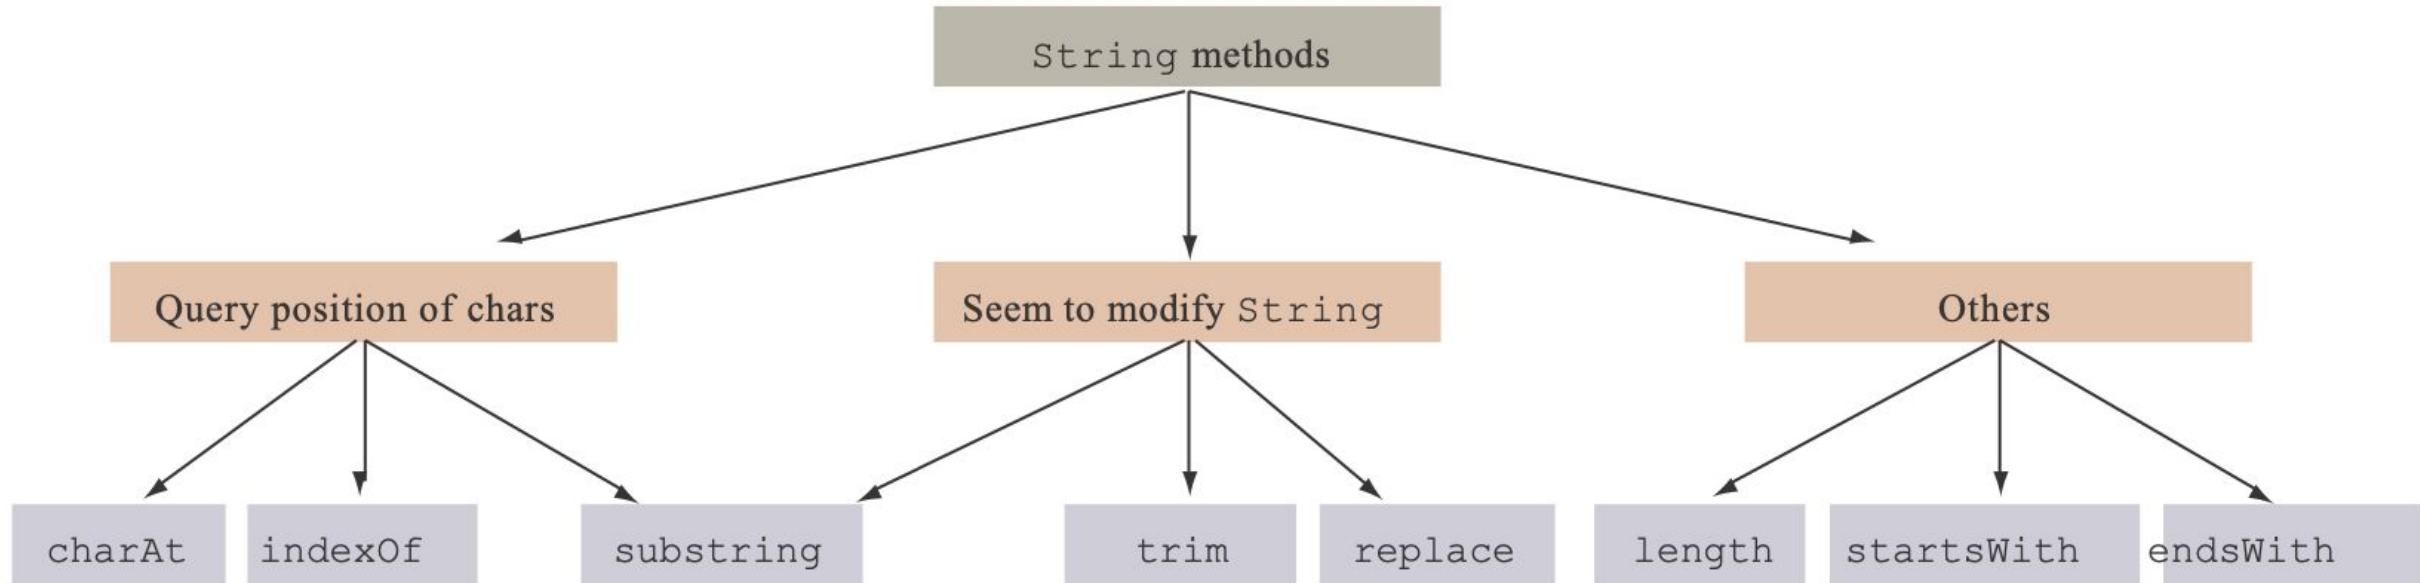 String methods
Query position of chars
Seem to modify String
Others
charAt
indexOf
substring
trim
replace
length
startsWith
endsWith